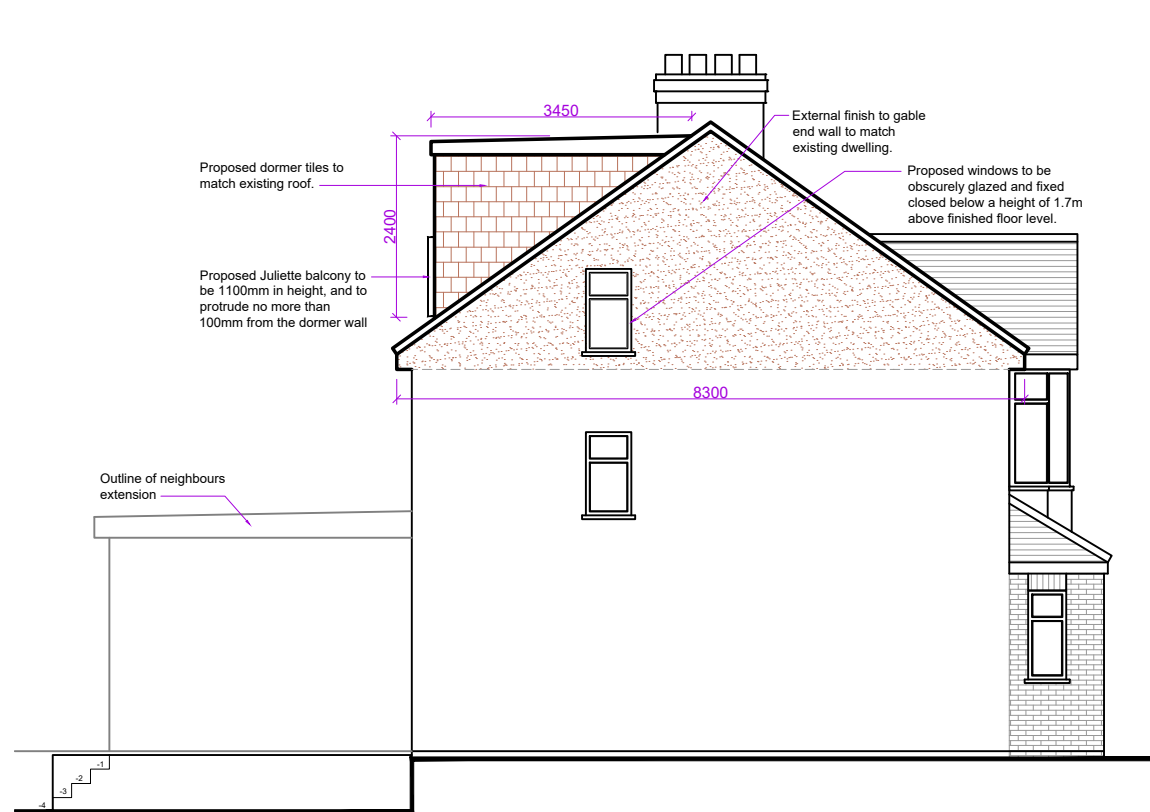 3450
External finish to gable
end wall to match
existing dwelling.
Proposed dormer tiles to
match existing roof.
Proposed windows to be
obscurely glazed and fixed
closed below a height of 1.7m
above finished floor level.
2400
Proposed Juliette balcony to
be 1100mm in height, and to
protrude no more than
100mm from the dormer wall
8300
Outline of neighbours
extension
-1
-2
-3
-4